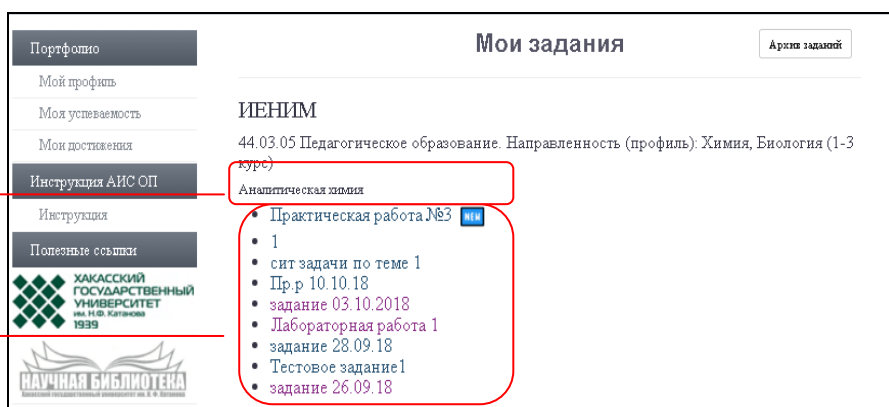 Портфолио
Мой профиль
Моя успеваемость
Мои достижения
Инструкция АИС ОП
Инструкция
Полезные ссылки
ХАКАССКИЙ
ГОСУДАРСТВЕННЫЙ
УНИВЕРСИТЕТ
им. Н.Ф. Катанова
1939
НАУЧНАЯ БИБЛИОТЕКА
Мои задания
Архив заданий
ИЕНИМ
44.03.05 Педагогическое образование. Направленность (профиль): Химия, Биология (1-3
курс)
Аналитическая химия
Практическая работа №3 NEW
1
сит задачи по теме 1
Пр.р 10.10.18
задание 03.10.2018
Лабораторная работа 1
задание 28.09.18
Тестовое задание1
задание 26.09.18